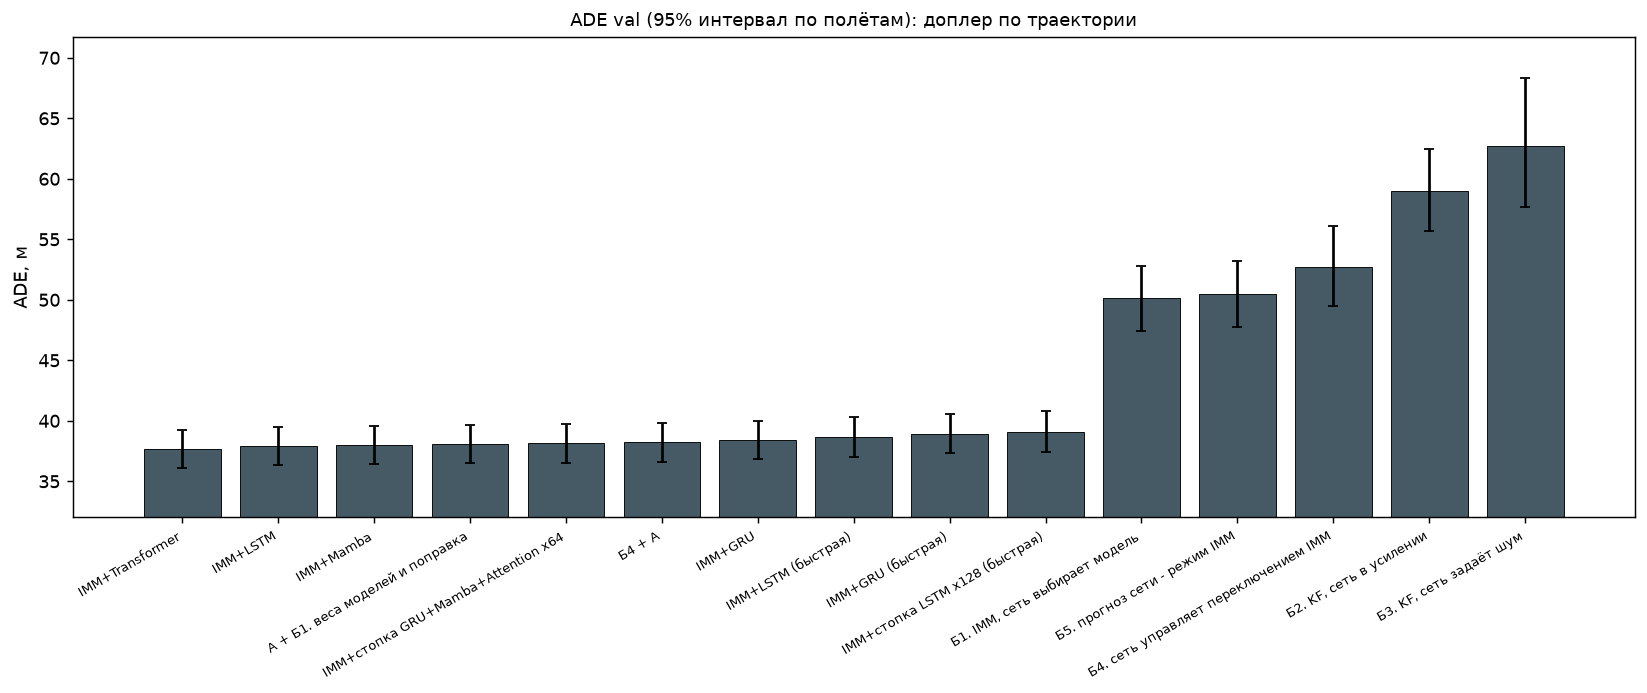 ADE val (95% интервал по полётам): доплер по траектории
ADE, м
70
65
60
55
50
45
40
35
IMM+Transformer
IMM+LSTM
IMM+Mamba
А + Б1. веса моделей и поправка
IMM+стопка GRU+Mamba+Attention x64
Б4 + А
IMM+GRU
IMM+LSTM (быстрая)
IMM+GRU (быстрая)
IMM+стопка LSTM x128 (быстрая)
Б1. IMM, сеть выбирает модель
Б5. прогноз сети - режим IMM
Б4. сеть управляет переключением IMM
Б2. KF, сеть в усилении
Б3. KF, сеть задаёт шум